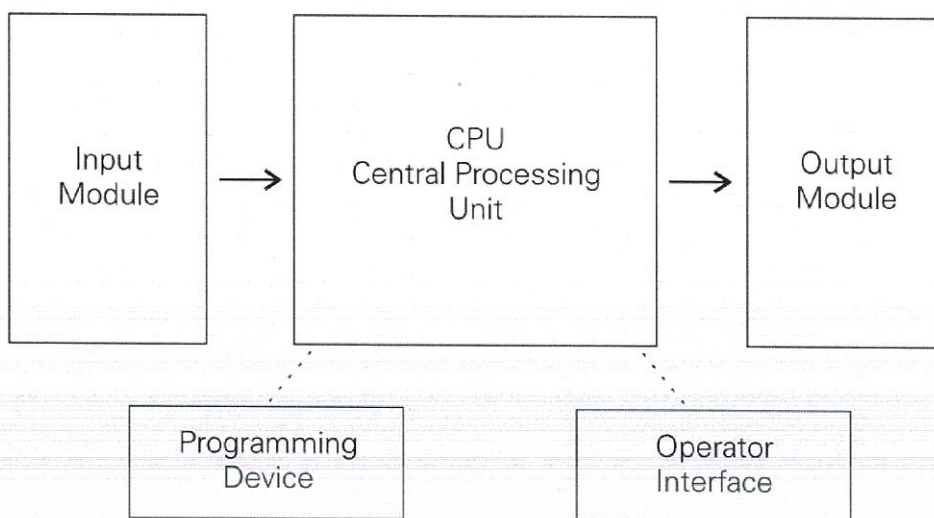 Input
Module
CPU
Central Processing
Unit
Output
Module
Programming
Device
Operator
Interface